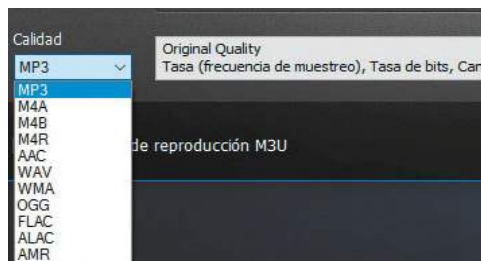 Calidad
MP3
Original Quality
Tasa (frecuencia de muestreo), Tasa de bits,
MP3
M4A
M4B
M4R
AAC
WAV
WMA
OGG
FLAC
ALAC
AMR
de reproducción M3U